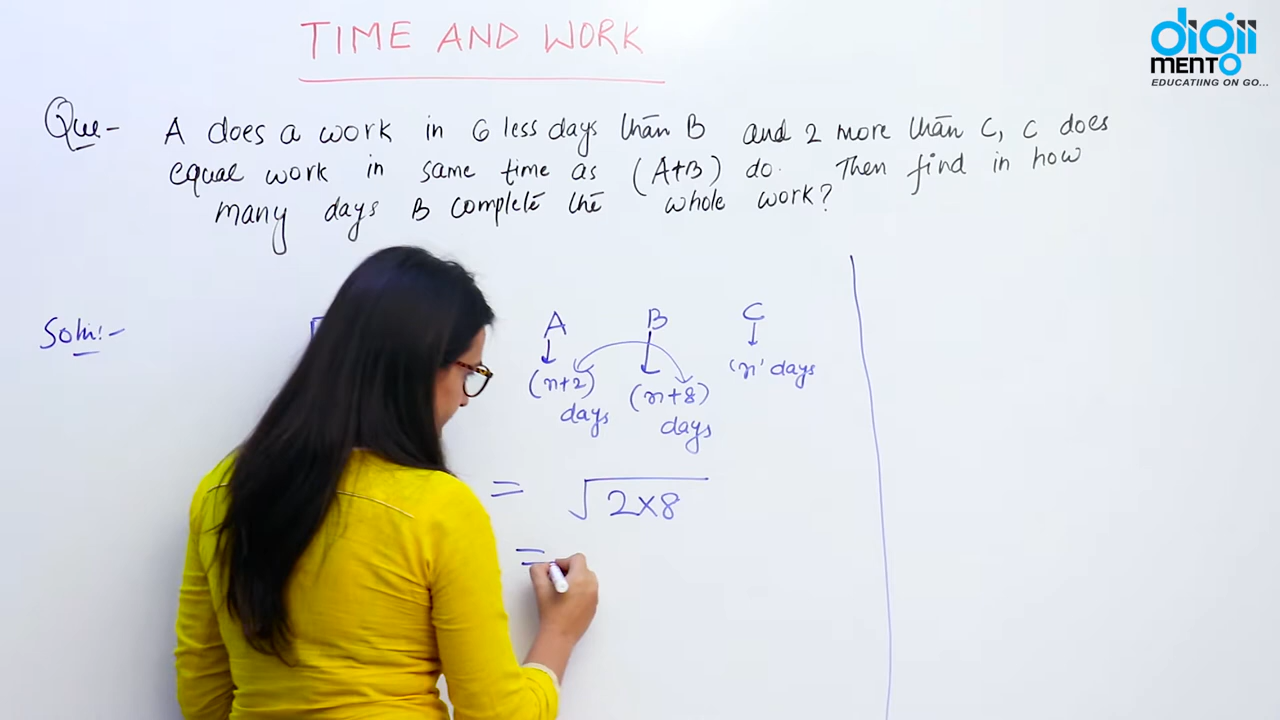 TIME AND WORK
digii
MENTO
EDUCATIING ON GO...
Que- A does a work in 6 less days than B and 2 more than C, C does
equal work in same time as (A+B) do. Then find in how
many days B complete the whole work?
Soln:-
A B C
(n+2) days (n+8) days 'n' days
= √2×8
=